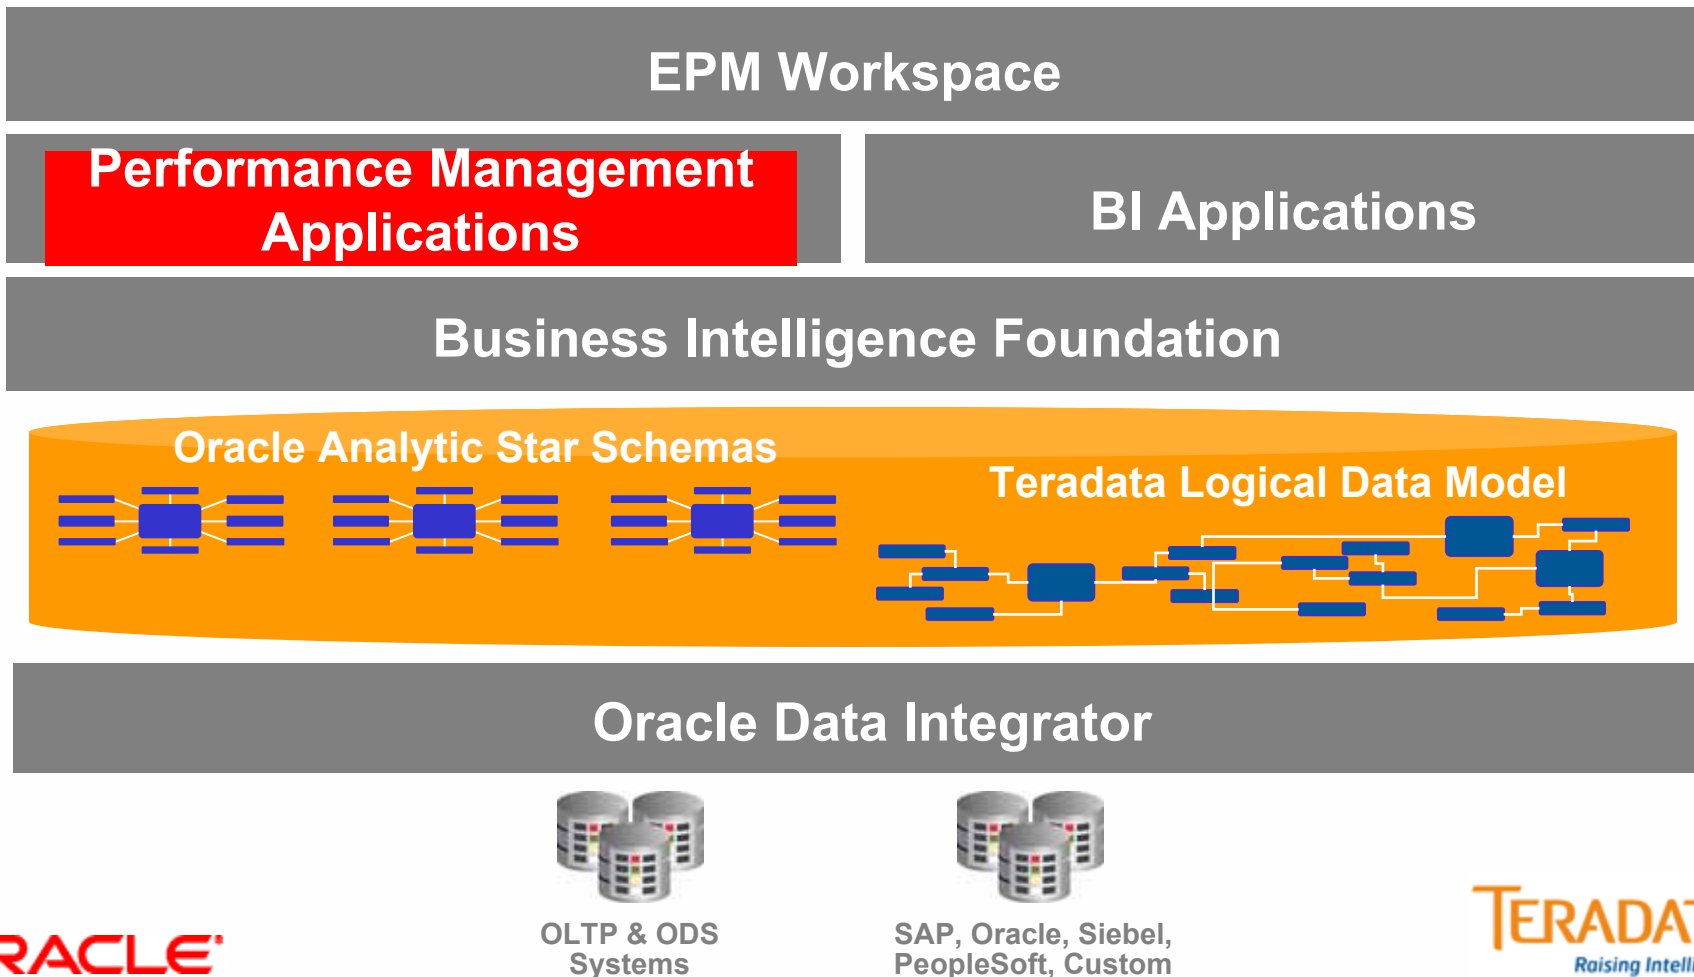 EPM Workspace
Performance Management
Applications
BI Applications
Business Intelligence Foundation
Oracle Analytic Star Schemas
Teradata Logical Data Model
Oracle Data Integrator
OLTP & ODS
Systems
SAP, Oracle, Siebel,
PeopleSoft, Custom
RACLE
TERADAT
Raising Intelli